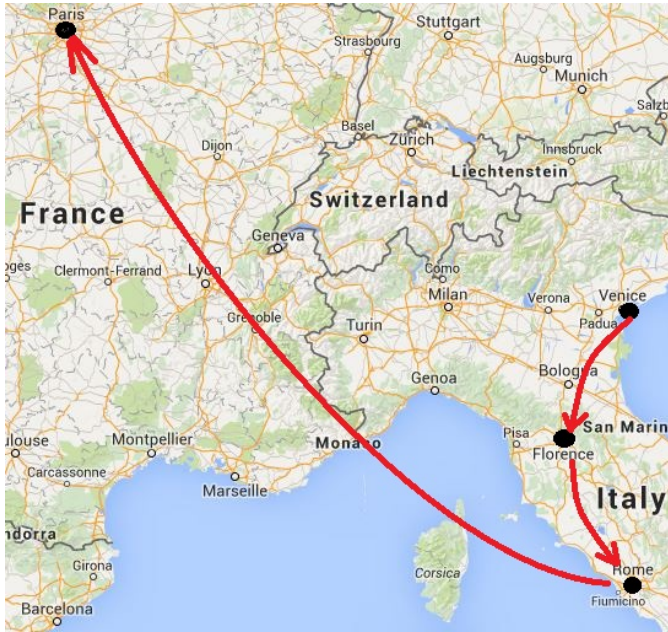 Paris
Stuttgart
Strasbourg
Augsburg
Munich
Salzb
Basel
Zürich
Innsbruck
Liechtenstein
Dijon
Switzerland
France
Geneva
oges
Clermont-Ferrand
Lyon
Como
Milan
Verona
Venice
Padua
Grenoble
Turin
Bologna
Genoa
Monaco
Pisa
San Marin
ulouse
Montpellier
Florence
Carcassonne
Marseille
Italy
ndorra
Girona
Corsica
Rome
Fiumicino
Barcelona